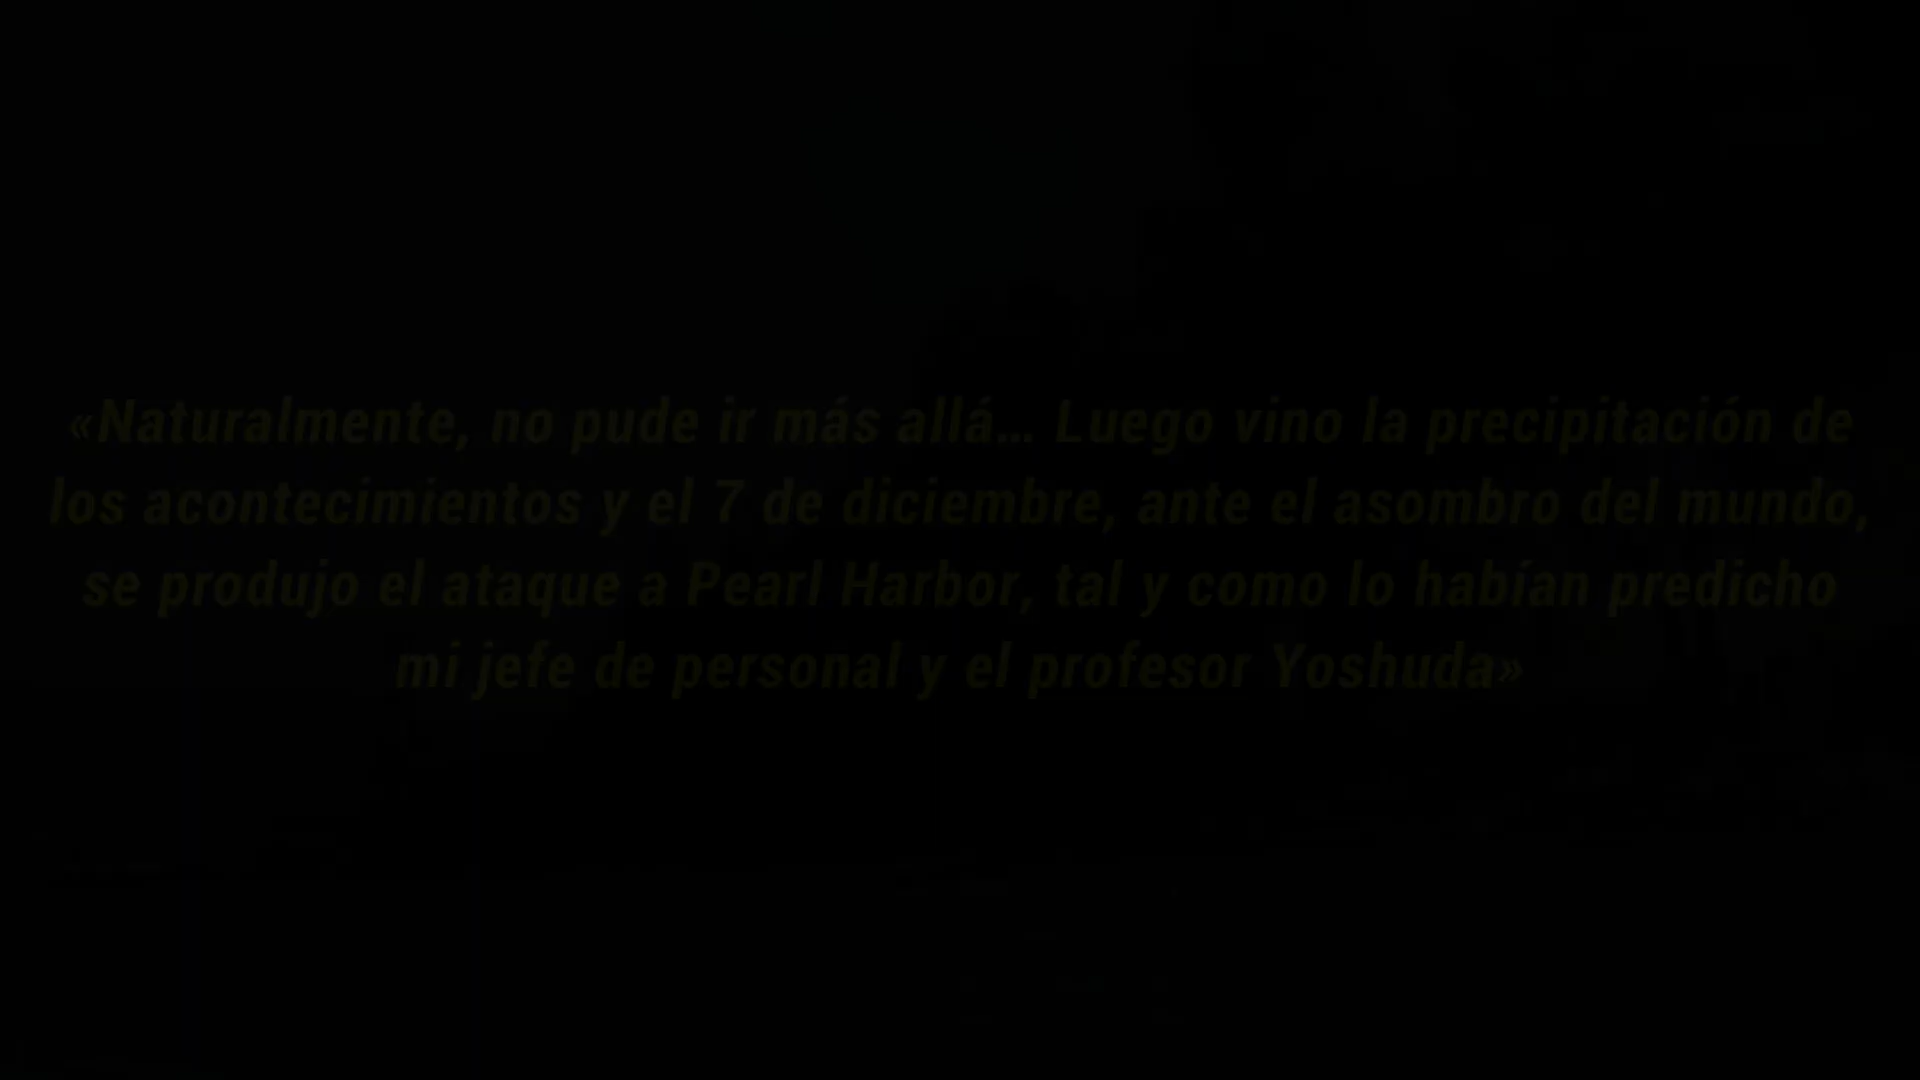 «Naturalmente, no pude ir más allá... Luego vino la precipitación de
los acontecimientos y el 7 de diciembre, ante el asombro del mundo,
se produjo el ataque a Pearl Harbor, tal y como lo habían predicho
mi jefe de personal y el profesor Yoshuda»